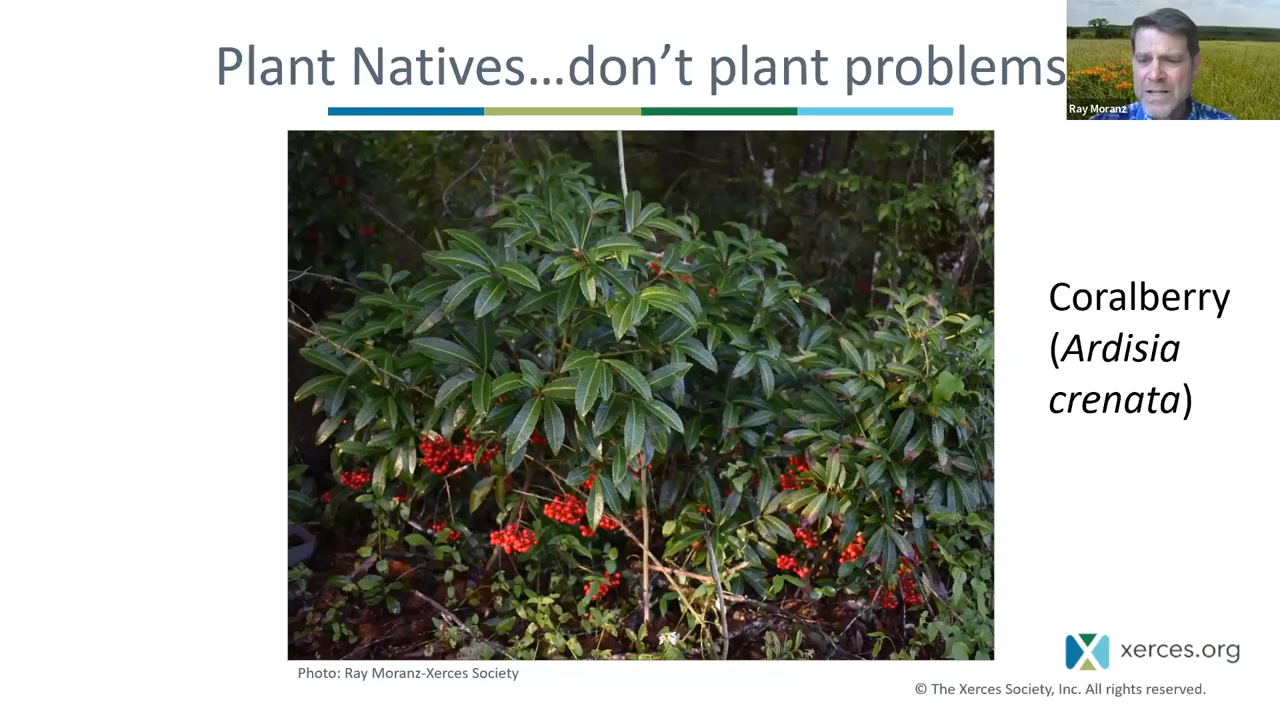 Plant Natives…don’t plant problems
Ray Moranz
Coralberry
(Ardisia
crenata)
Photo: Ray Moranz-Xerces Society
xerces.org
© The Xerces Society, Inc. All rights reserved.